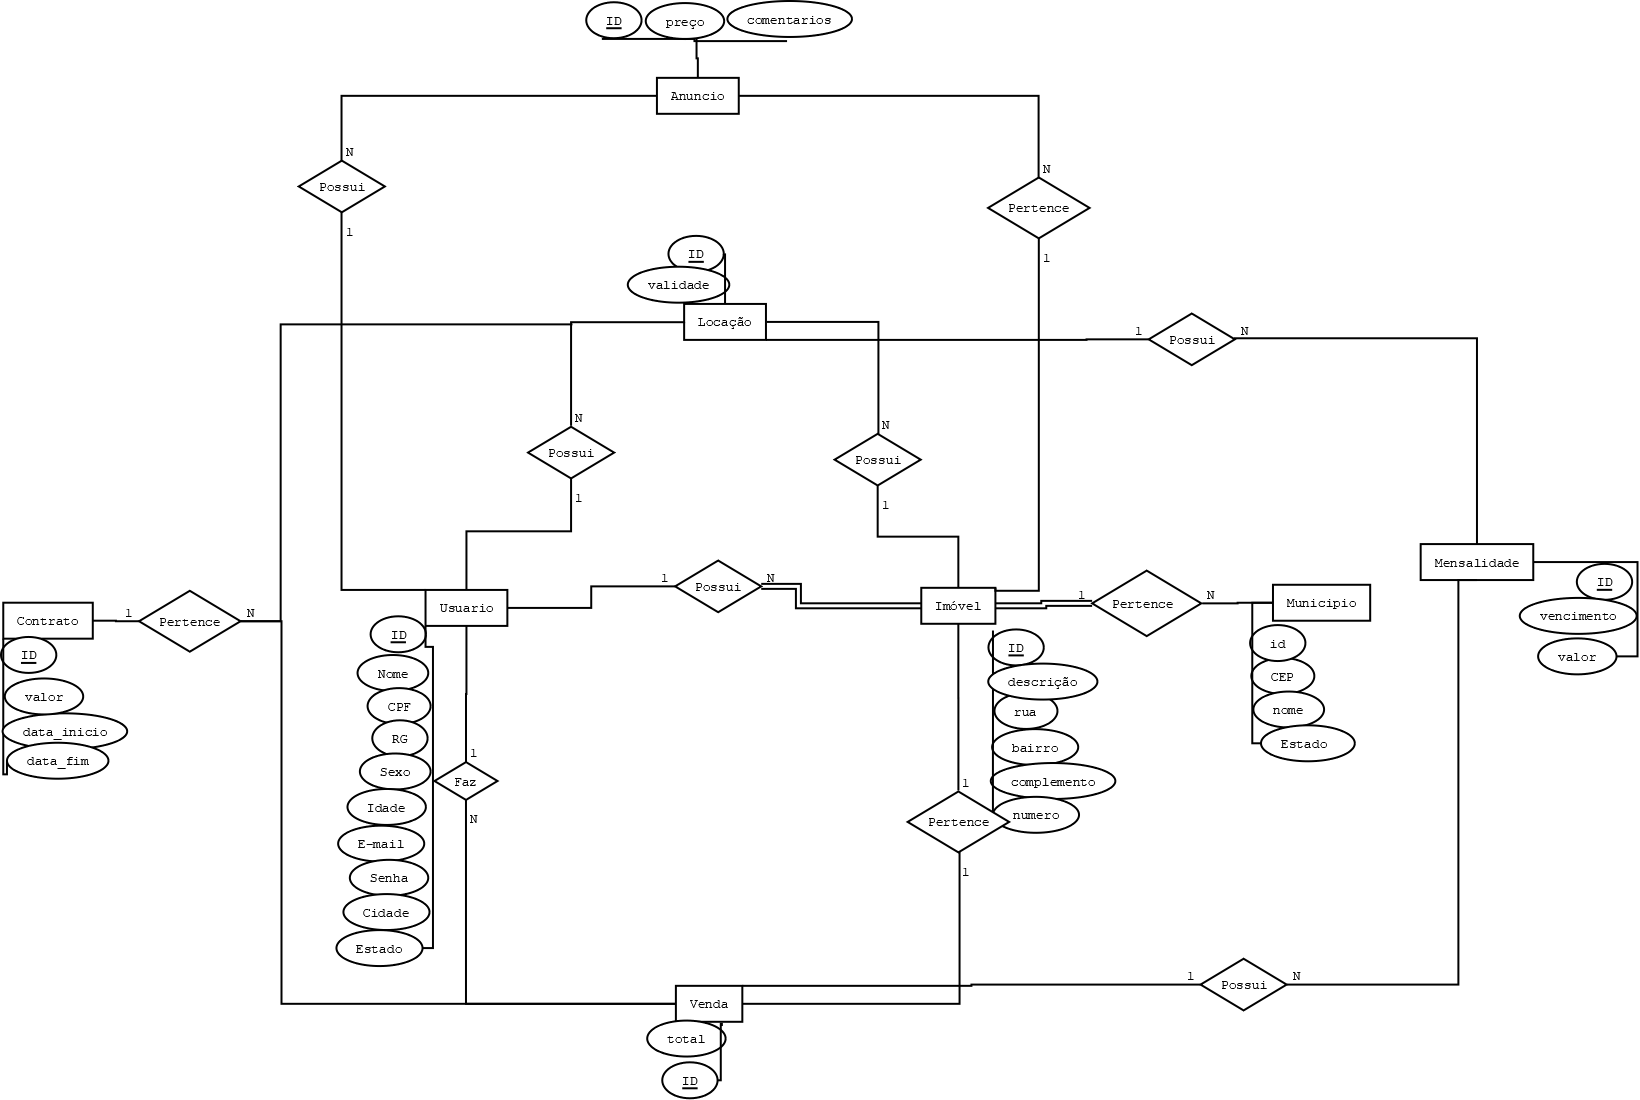 ID preço comentarios
Anuncio
N
Possui
1
N
Pertence
1
ID
validade
Locação
1 Possui N
N
Possui
1
N
Possui
1
Contrato
1 Pertence N
ID
valor
data_inicio
data_fim
Usuario
ID
Nome
CPF
RG
Sexo
Idade
E-mail
Senha
Cidade
Estado
1 Possui N
Imóvel
ID
descrição
rua
bairro
complemento
numero
1 Pertence N
Municipio
id
CEP
nome
Estado
Mensalidade
ID
vencimento
valor
1
Faz
N
1
Pertence
1
Venda
total
ID
1 Possui N